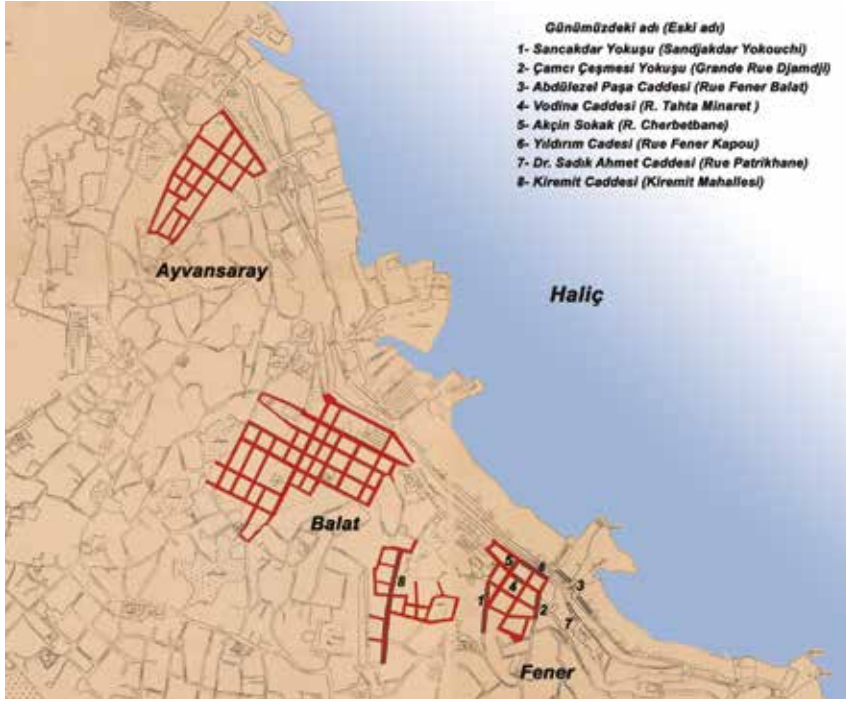 Günümüzdeki adı (Eski adı)
1- Sancakdar Yokuşu (Sandjakdar Yokouchi)
2- Çamcı Çeşmesi Yokuşu (Grande Rue Djamdji)
3- Abdülezel Paşa Caddesi (Rue Fener Balat)
4- Vodina Caddesi (R. Tahta Minaret )
5- Akçin Sokak (R. Cherbetbane)
6- Yıldırım Cadesi (Rue Fener Kapou)
7- Dr. Sadık Ahmet Caddesi (Rue Patrikhane)
8- Kiremit Caddesi (Kiremit Mahallesi)
Ayvansaray
Haliç
Balat
5
6
8
4
3
1
2
7
Fener